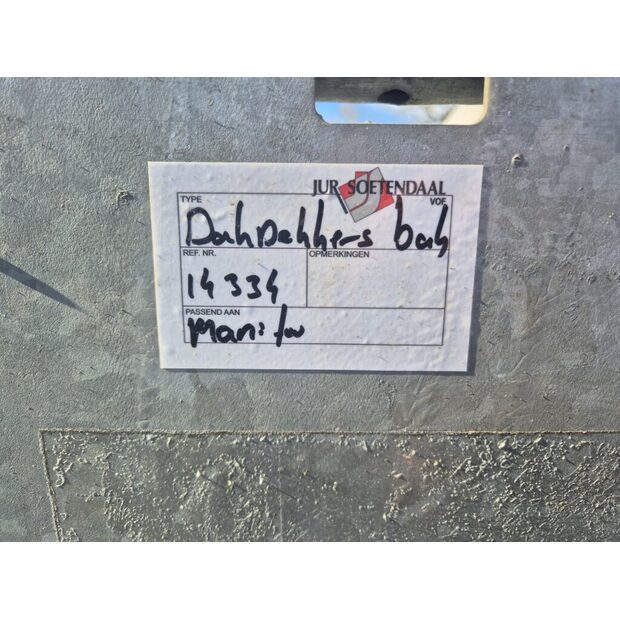 JUR SOETENDAAL
VOF
TYPE
Dakdekkers bak
REF. NR.
OPMERKINGEN
14334
PASSEND AAN
Manitou